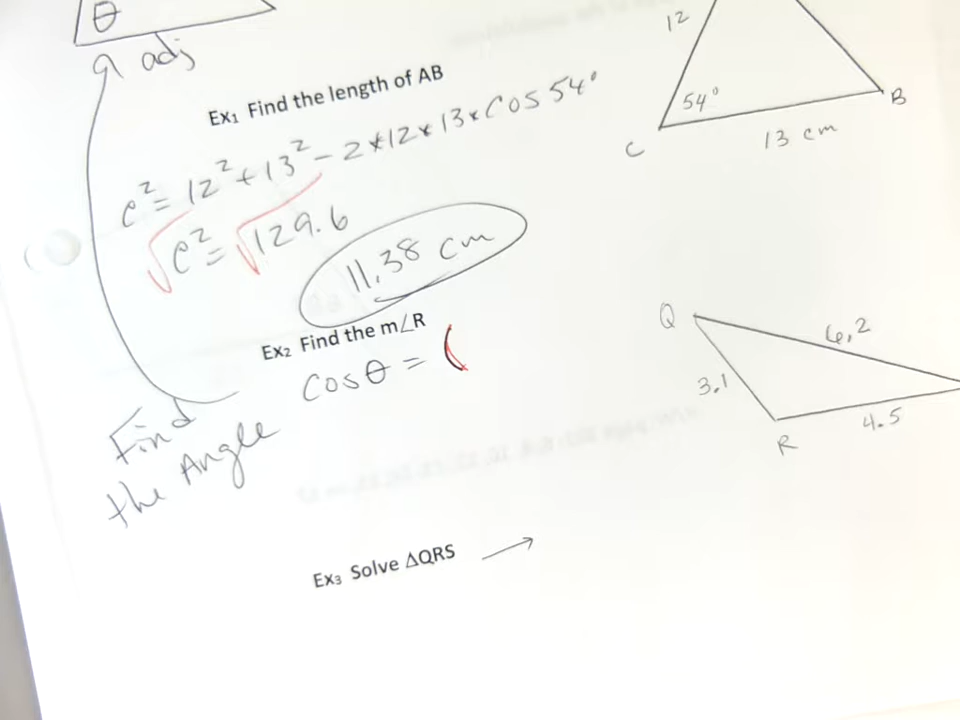 θ
a adj
12
54°
B
C
13 cm
Ex1 Find the length of AB
c² = 12² + 13² - 2*12*13*cos 54°
√c² = √129.6
11.38 cm
Ex2 Find the m∠R
cosθ = (
Find
the Angle
Q
6.2
3.1
4.5
R
Ex3 Solve ΔQRS →